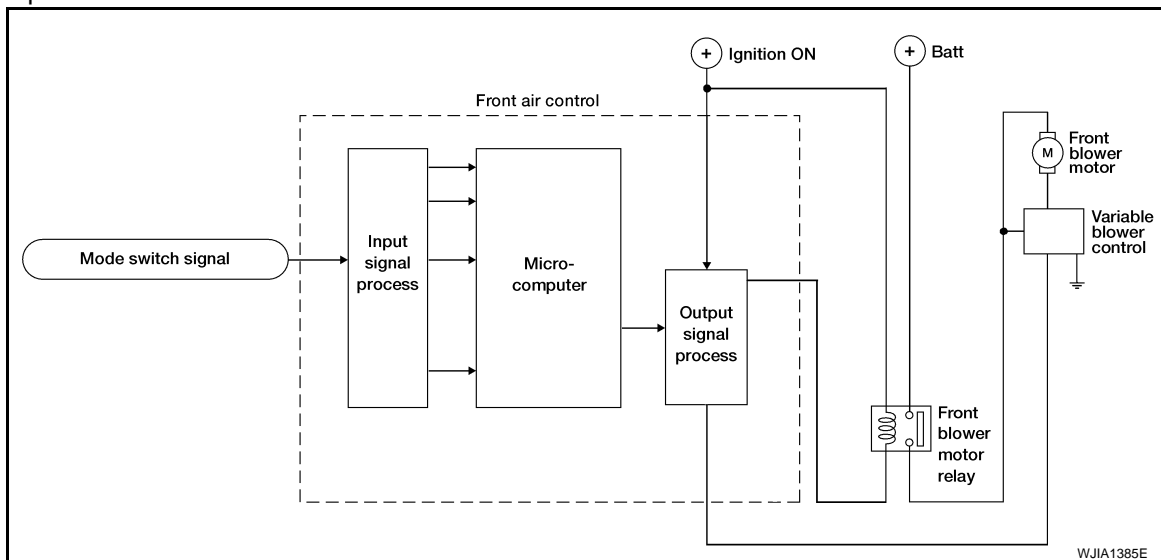 +
Ignition ON
+
Batt
Front air control
Front
blower
motor
M
Variable
blower
control
Mode switch signal
Input
signal
process
Micro-
computer
Output
signal
process
Front
blower
motor
relay
WJIA1385E